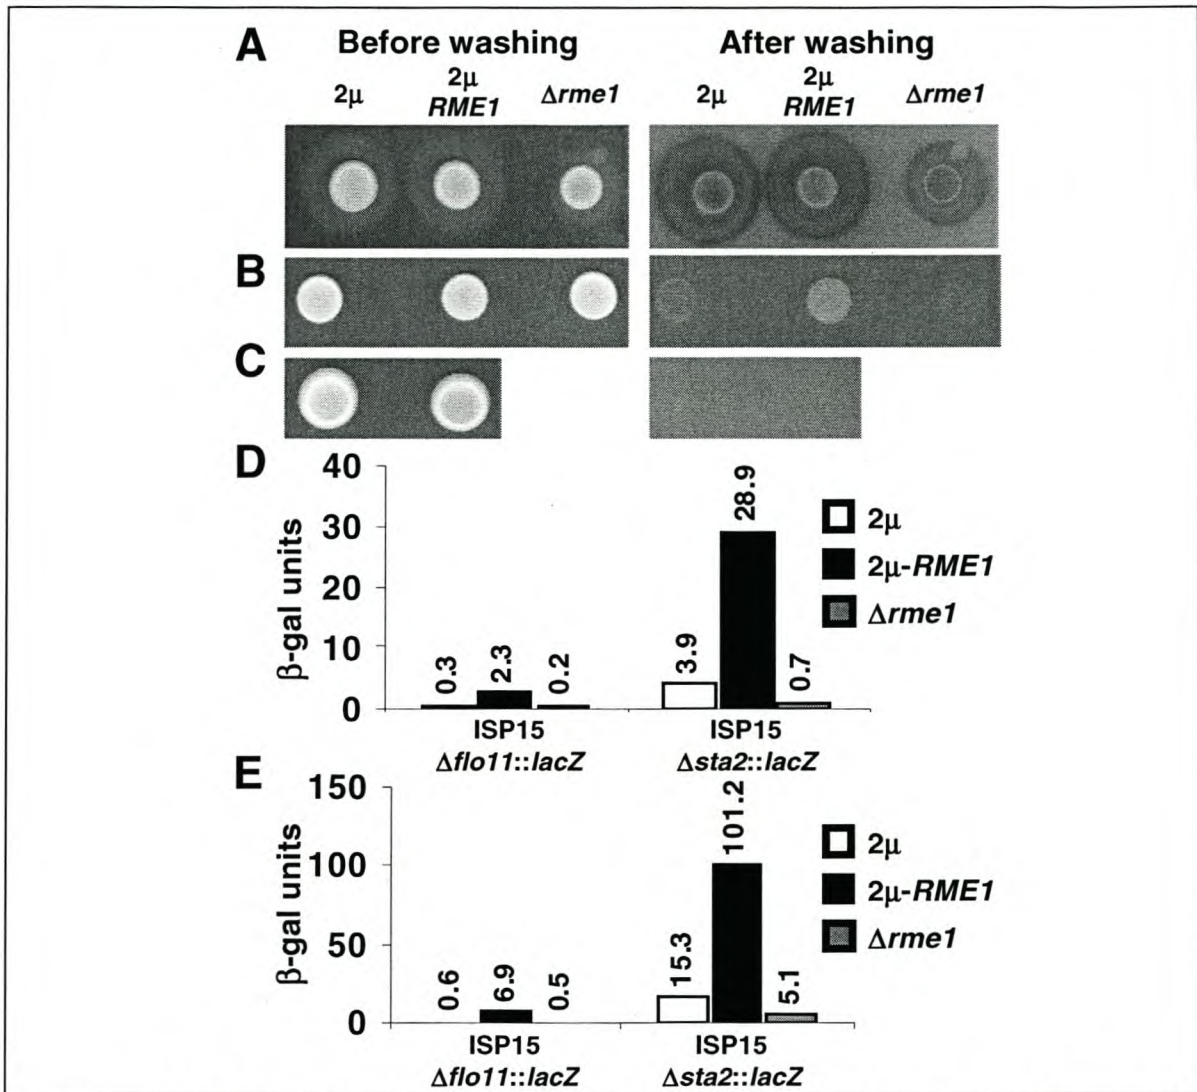 A
Before washing
After washing
2μ
2μ
RME1
Δrme1
2μ
2μ
RME1
Δrme1
B
C
D
β-gal units
40
30
20
10
0
0.3
2.3
0.2
3.9
28.9
0.7
ISP15
Δflo11::lacZ
ISP15
Δsta2::lacZ
2μ
2μ-RME1
Δrme1
E
β-gal units
150
100
50
0
0.6
6.9
0.5
15.3
101.2
5.1
ISP15
Δflo11::lacZ
ISP15
Δsta2::lacZ
2μ
2μ-RME1
Δrme1